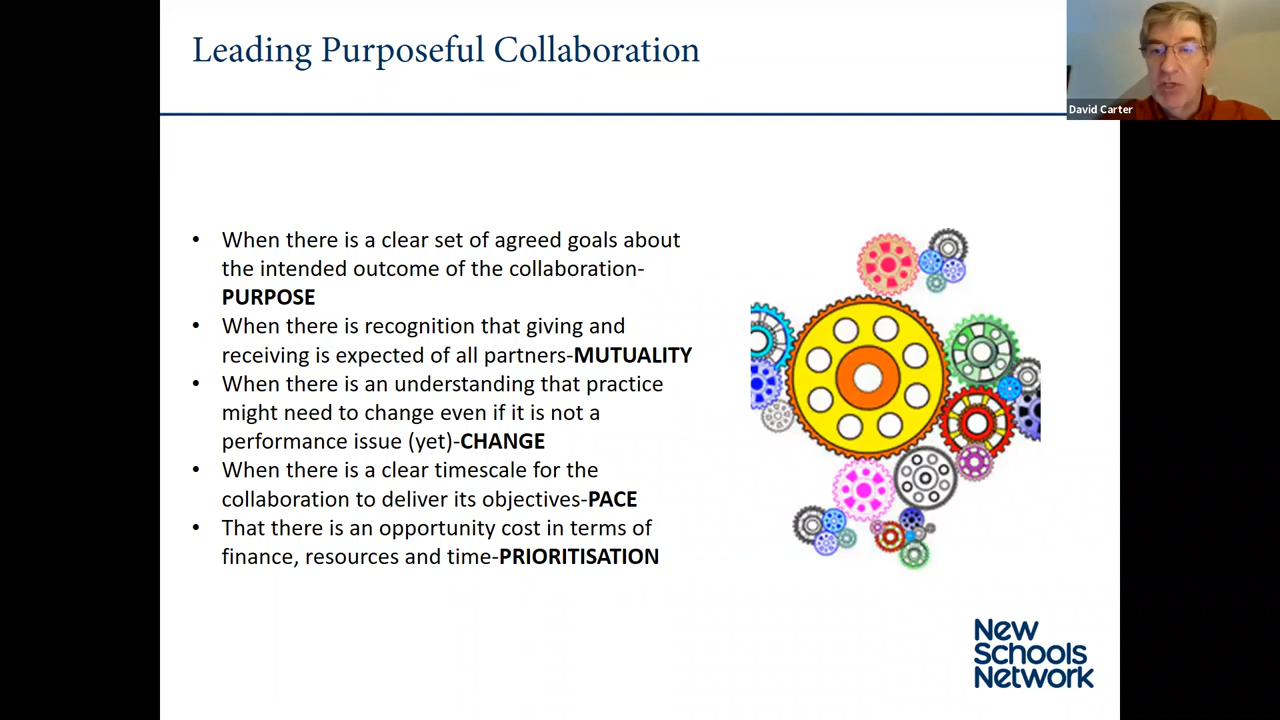 Leading Purposeful Collaboration
David Carter
• When there is a clear set of agreed goals about
the intended outcome of the collaboration-
PURPOSE
• When there is recognition that giving and
receiving is expected of all partners-MUTUALITY
• When there is an understanding that practice
might need to change even if it is not a
performance issue (yet)-CHANGE
• When there is a clear timescale for the
collaboration to deliver its objectives-PACE
• That there is an opportunity cost in terms of
finance, resources and time-PRIORITISATION
New
Schools
Network